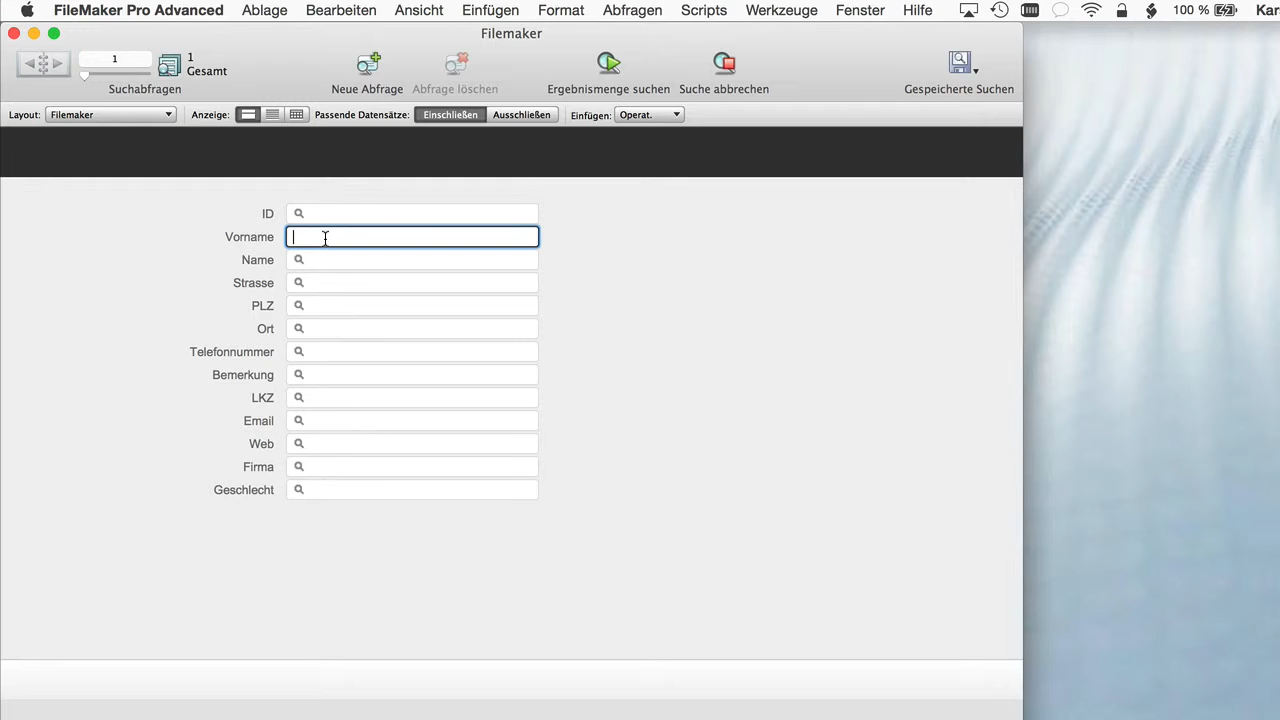 FileMaker Pro Advanced Ablage Bearbeiten Ansicht Einfügen Format Abfragen Scripts Werkzeuge Fenster Hilfe 100 % Kar
Filemaker
1
1
Gesamt
Suchabfragen Neue Abfrage Abfrage löschen Ergebnismenge suchen Suche abbrechen Gespeicherte Suchen
Layout: Filemaker Anzeige: Passende Datensätze: Einschließen Ausschließen Einfügen: Operat.
ID
Vorname
Name
Strasse
PLZ
Ort
Telefonnummer
Bemerkung
LKZ
Email
Web
Firma
Geschlecht